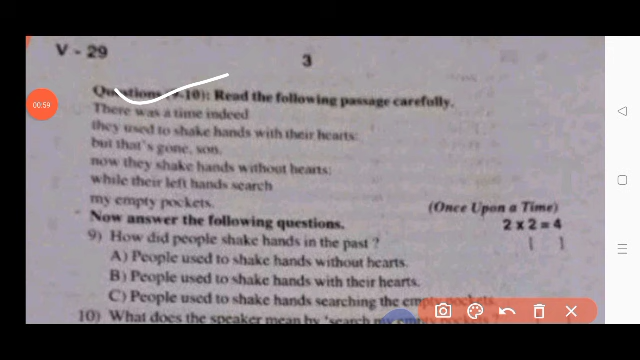 V - 29
3
Questions (9-10): Read the following passage carefully.
There was a time indeed
they used to shake hands with their hearts:
but that's gone, son.
now they shake hands without hearts:
while their left hands search
my empty pockets.
(Once Upon a Time)
Now answer the following questions.
2 x 2 = 4
9) How did people shake hands in the past ?
A) People used to shake hands without hearts.
B) People used to shake hands with their hearts.
C) People used to shake hands searching the empty pockets.
10) What does the speaker mean by 'search my empty pockets' ?
00:59